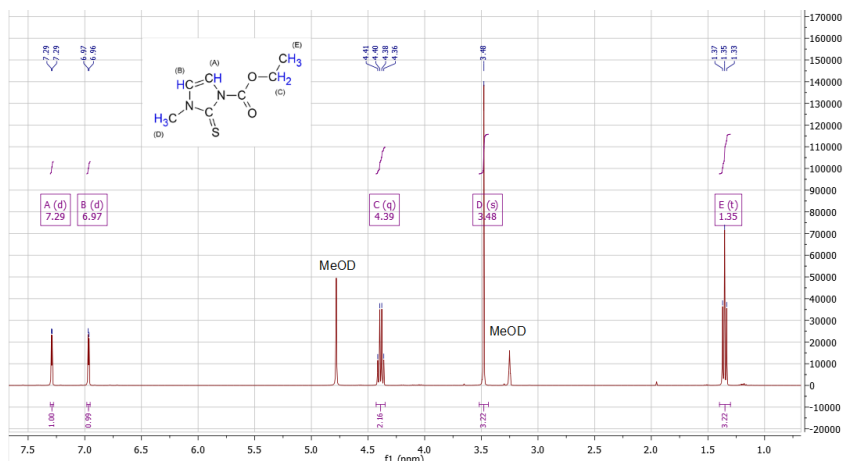 7.29
7.29
6.97
6.96
4.41
4.40
4.38
4.36
3.48
1.37
1.35
1.33
(E)
CH3
(B)
(A)
HC
CH
O
CH2
N
N
C
(C)
H3C
C
O
(D)
S
A (d)
7.29
B (d)
6.97
C (q)
4.39
D (s)
3.48
E (t)
1.35
MeOD
MeOD
1.00
0.99
2.16
3.22
3.22
170000
160000
150000
140000
130000
120000
110000
100000
90000
80000
70000
60000
50000
40000
30000
20000
10000
0
-10000
-20000
7.5
7.0
6.5
6.0
5.5
5.0
4.5
4.0
3.5
3.0
2.5
2.0
1.5
1.0
f1 (ppm)